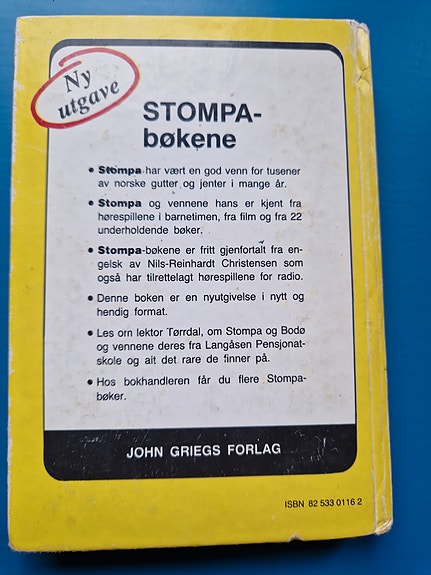 Ny
utgave
STOMPA-
bøkene
• Stompa har vært en god venn for tusener
av norske gutter og jenter i mange år.
• Stompa og vennene hans er kjent fra
hørespillene i barnetimen, fra film og fra 22
underholdende bøker.
• Stompa-bøkene er fritt gjenfortalt fra en-
gelsk av Nils-Reinhardt Christensen som
også har tilrettelagt hørespillene for radio.
• Denne boken er en nyutgivelse i nytt og
hendig format.
• Les om lektor Tørrdal, om Stompa og Bodø
og vennene deres fra Langåsen Pensjonat-
skole og alt det rare de finner på.
• Hos bokhandleren får du flere Stompa-
bøker.
JOHN GRIEGS FORLAG
ISBN 82 533 0116 2